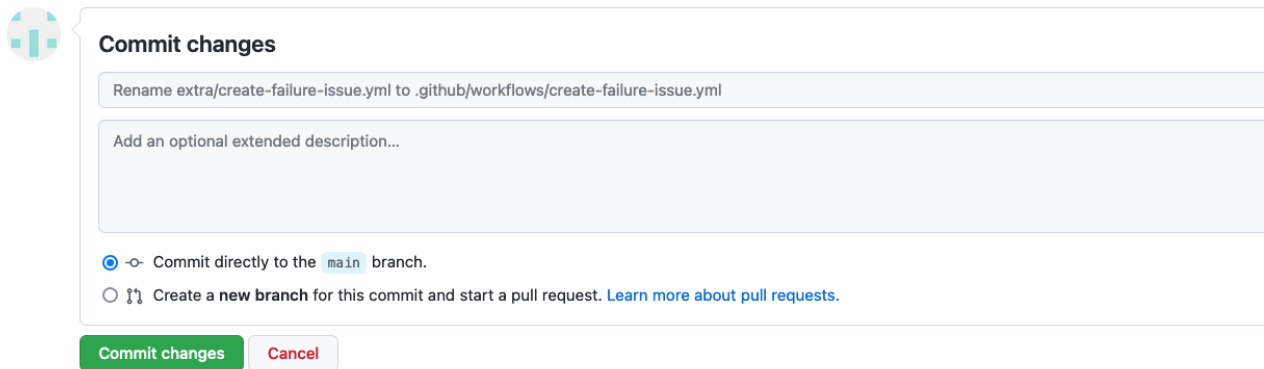 Commit changes
Rename extra/create-failure-issue.yml to .github/workflows/create-failure-issue.yml
Add an optional extended description...
Commit directly to the main branch.
Create a new branch for this commit and start a pull request. Learn more about pull requests.
Commit changes
Cancel